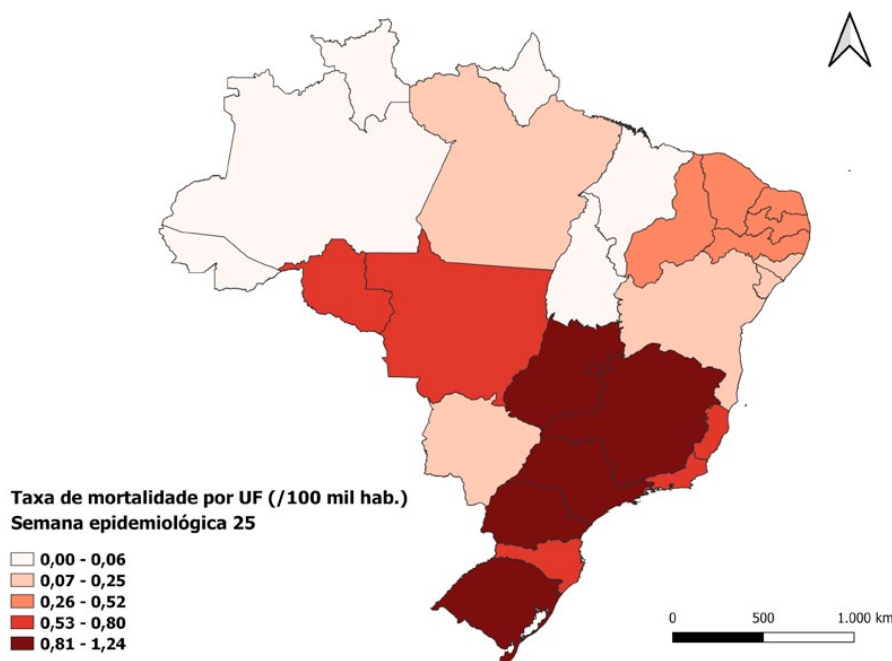 Taxa de mortalidade por UF (/100 mil hab.)
Semana epidemiológica 25
0,00 - 0,06
0,07 - 0,25
0,26 - 0,52
0,53 - 0,80
0,81 - 1,24
0 500 1.000 km